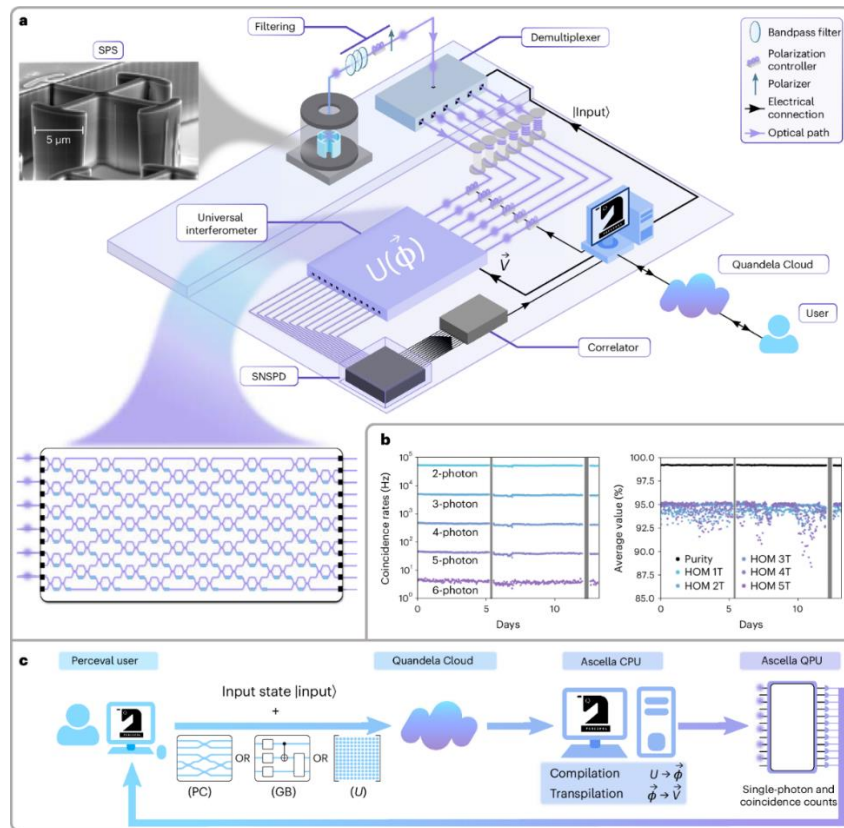 a
SPS
5 µm
Filtering
Demultiplexer
|Input⟩
Bandpass filter
Polarization
controller
Polarizer
Electrical
connection
Optical path
Universal
interferometer
U(ϕ⃗)
V⃗
Quandela Cloud
User
Correlator
SNSPD
b
Coincidence rates (Hz)
10⁵
10⁴
10³
10²
10¹
10⁰
2-photon
3-photon
4-photon
5-photon
6-photon
0 5 10
Days
Average value (%)
100.0
97.5
95.0
92.5
90.0
87.5
85.0
Purity HOM 3T
HOM 1T HOM 4T
HOM 2T HOM 5T
0 5 10
Days
c
Perceval user
Quandela Cloud
Ascella CPU
Ascella QPU
Input state |input⟩
+
OR OR
(PC) (GB) (U)
Compilation U → ϕ⃗
Transpilation ϕ⃗ → V⃗
Single-photon and
coincidence counts